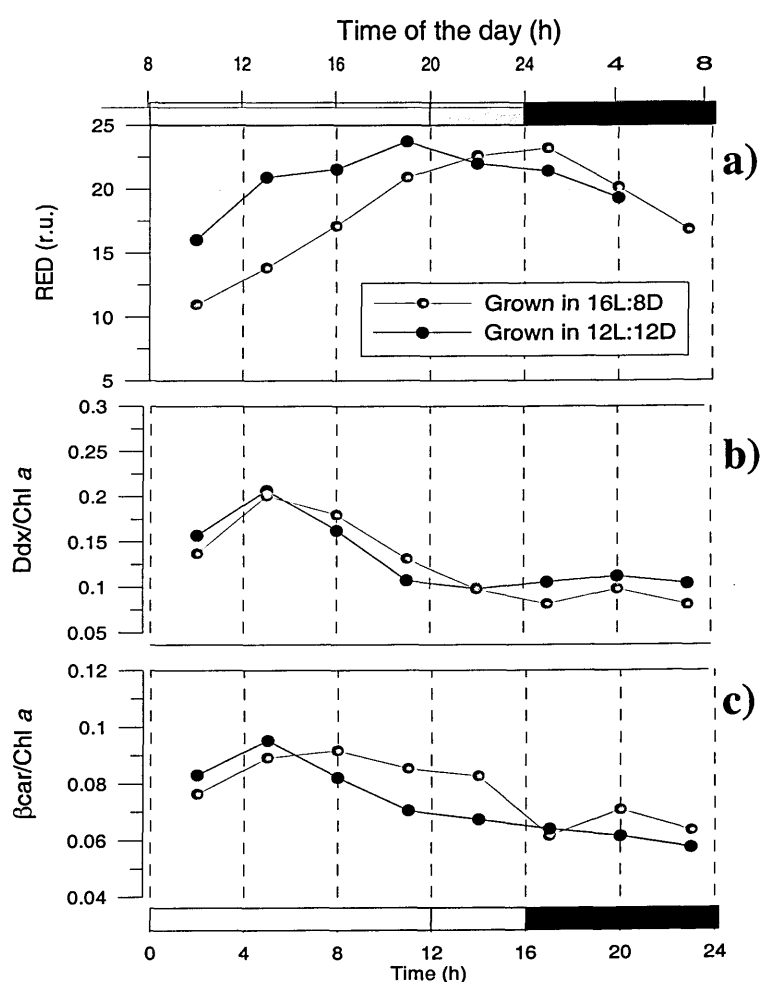 Time of the day (h)
8 12 16 20 24 4 8
a)
25
20
15
10
5
RED (r.u.)
Grown in 16L:8D
Grown in 12L:12D
b)
0.3
0.25
0.2
0.15
0.1
0.05
Ddx/Chl a
c)
0.12
0.1
0.08
0.06
0.04
βcar/Chl a
0 4 8 12 16 20 24
Time (h)